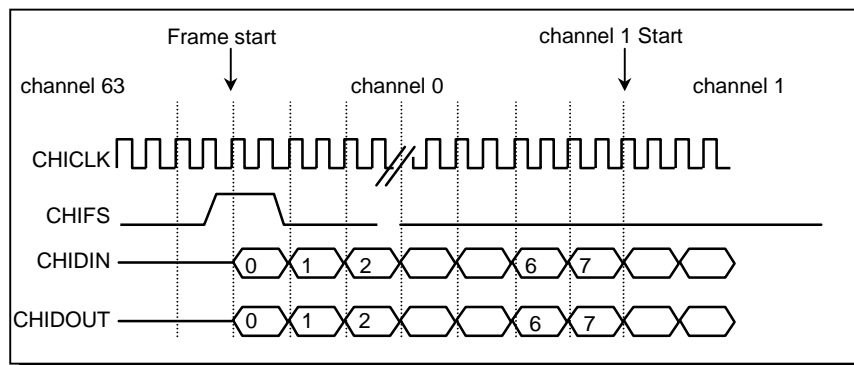 Frame start channel 1 Start
channel 63 channel 0 channel 1
CHICLK
CHIFS
CHIDIN 0 1 2 6 7
CHIDOUT 0 1 2 6 7